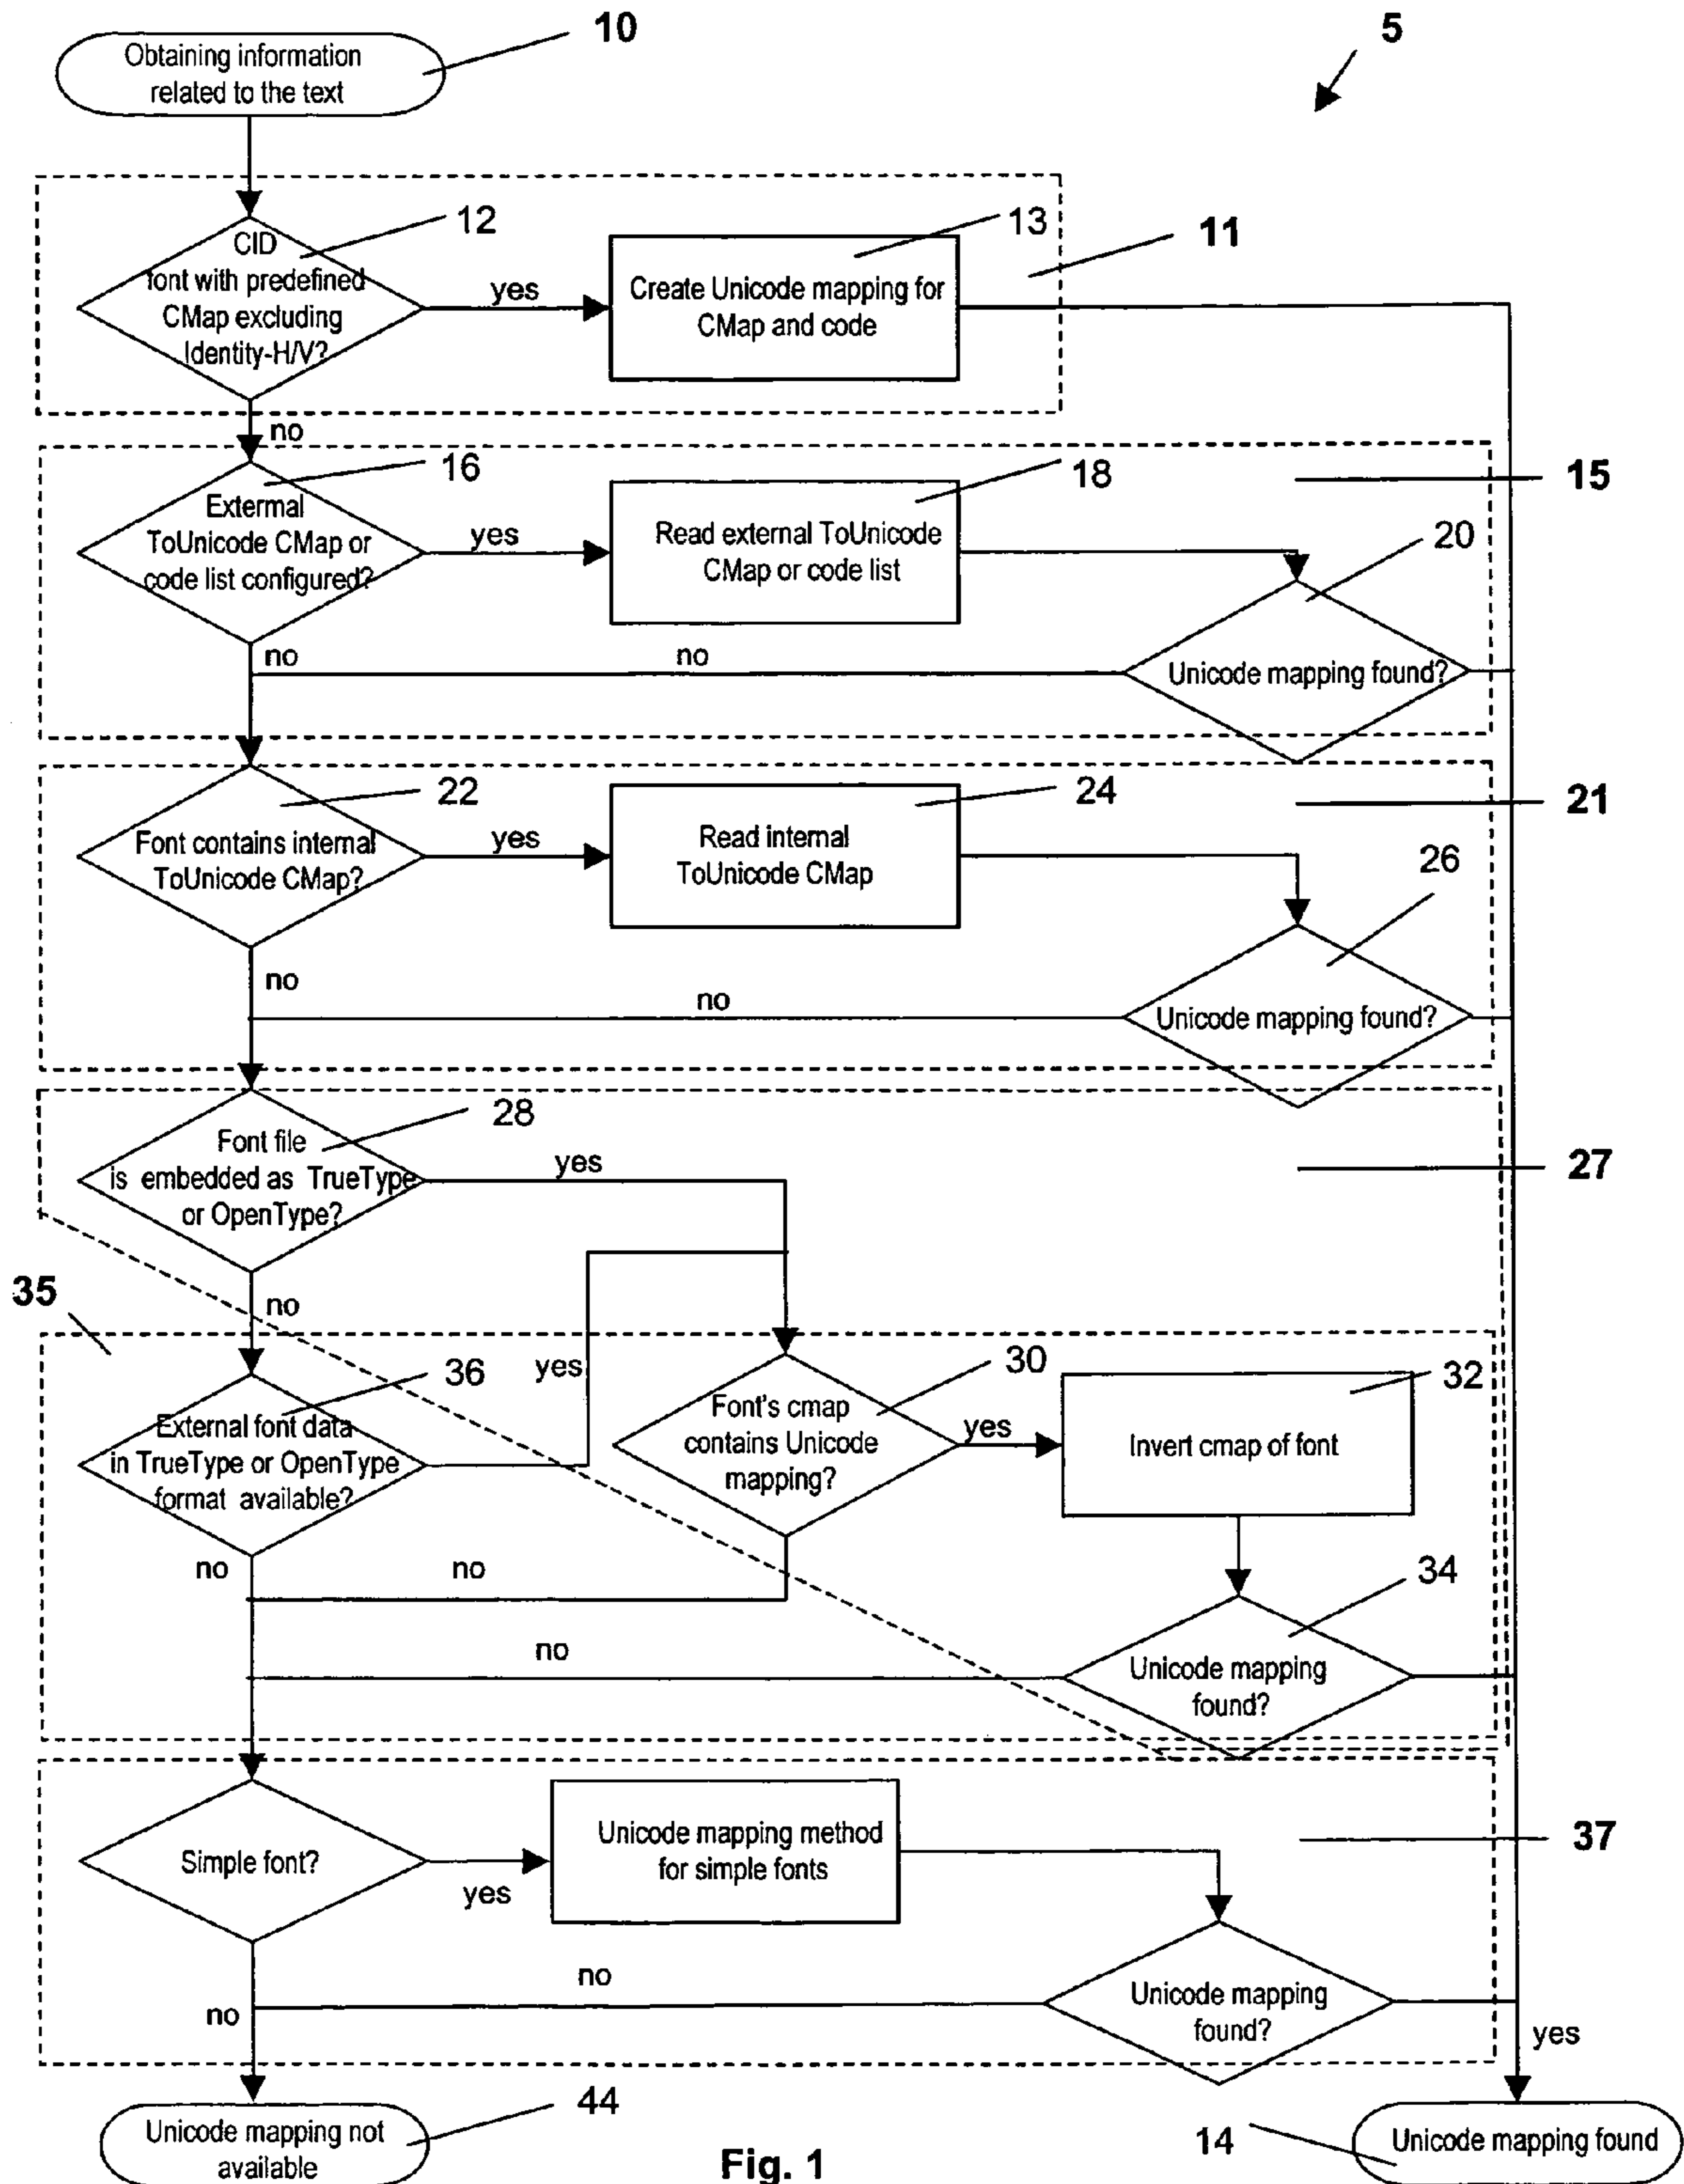 10
5
Obtaining information
related to the text
12
13
11
CID
font with predefined
CMap excluding
Identity-H/V?
yes
Create Unicode mapping for
CMap and code
no
16
18
15
Extermal
ToUnicode CMap or
code list configured?
yes
Read external ToUnicode
CMap or code list
20
no
no
Unicode mapping found?
22
24
21
Font contains internal
ToUnicode CMap?
yes
Read internal
ToUnicode CMap
26
no
no
Unicode mapping found?
28
27
Font file
is embedded as TrueType
or OpenType?
yes
35
no
36
yes
30
32
External font data
in TrueType or OpenType
format available?
Font's cmap
contains Unicode
mapping?
yes
Invert cmap of font
no
no
34
no
Unicode mapping
found?
37
Simple font?
yes
Unicode mapping method
for simple fonts
no
no
Unicode mapping
found?
yes
44
14
Unicode mapping not
available
Unicode mapping found
Fig. 1